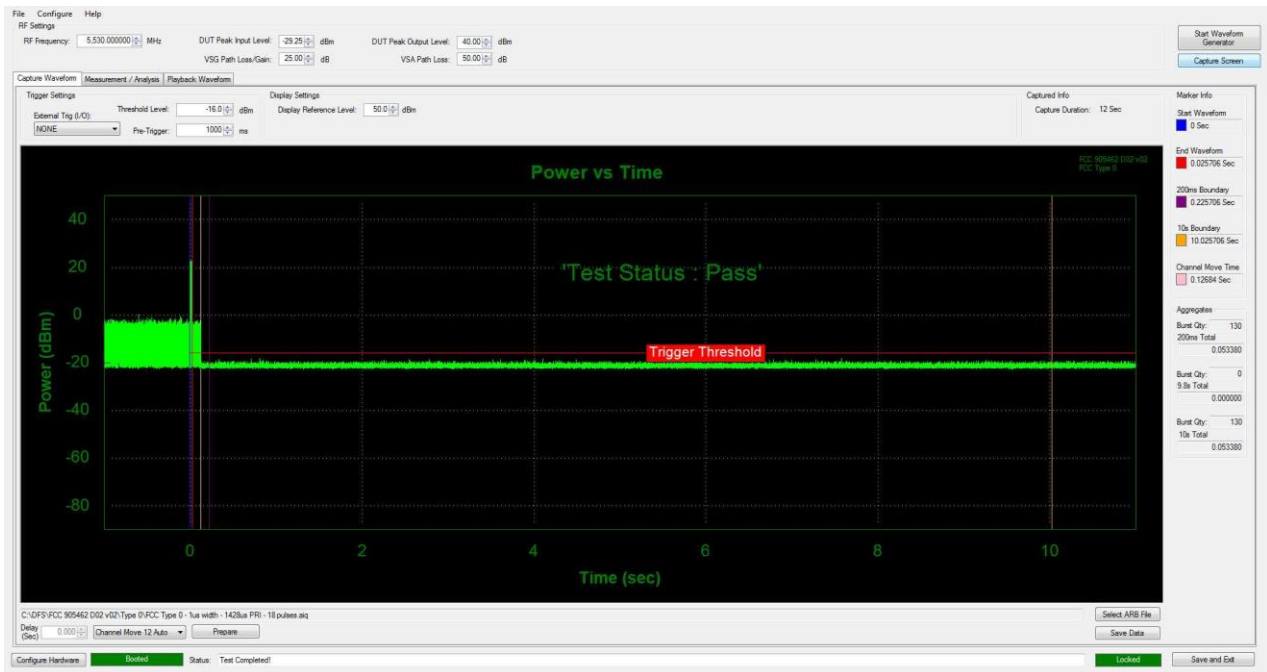 File Configure Help
RF Settings
RF Frequency: 5,530.000000 MHz DUT Peak Input Level: -29.25 dBm DUT Peak Output Level: 40.00 dBm
VSG Path Loss/Gain: 25.00 dB VSA Path Loss: 50.00 dB
Start Waveform
Generator
Capture Screen
Capture Waveform Measurement / Analysis Playback Waveform
Trigger Settings
External Trig (I/O):
NONE
Threshold Level: -16.0 dBm
Pre-Trigger: 1000 ms
Display Settings
Display Reference Level: 50.0 dBm
Captured Info
Capture Duration: 12 Sec
Marker Info
Start Waveform
0 Sec
End Waveform
0.025706 Sec
200ms Boundary
0.225706 Sec
10s Boundary
10.025706 Sec
Channel Move Time
0.12684 Sec
Aggregates
Burst Qty: 130
200ms Total
0.053380
Burst Qty: 0
9.8s Total
0.000000
Burst Qty: 130
10s Total
0.053380
Power vs Time
FCC 905462 D02 v02
FCC Type 0
'Test Status : Pass'
Trigger Threshold
Power (dBm)
40
20
0
-20
-40
-60
-80
0 2 4 6 8 10
Time (sec)
C:\DFS\FCC 905462 D02 v02\Type 0\FCC Type 0 - 1us width - 1428us PRI - 18 pulses.aiq
Select ARB File
Delay
(Sec) 0.000 Channel Move 12 Auto Prepare
Save Data
Configure Hardware Booted Status: Test Completed! Locked Save and Exit